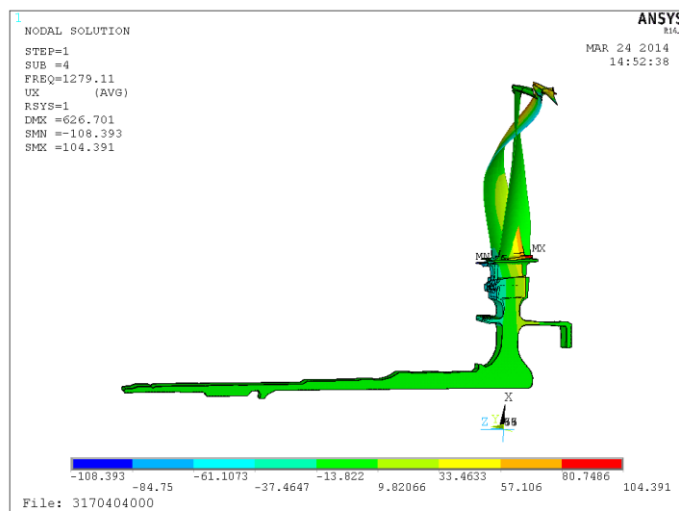 1
NODAL SOLUTION
STEP=1
SUB =4
FREQ=1279.11
UX (AVG)
RSYS=1
DMX =626.701
SMN =-108.393
SMX =104.391
ANSYS
MAR 24 2014
14:52:38
MN
MX
X
Z
-108.393 -61.1073 -13.822 33.4633 80.7486
-84.75 -37.4647 9.82066 57.106 104.391
File: 3170404000